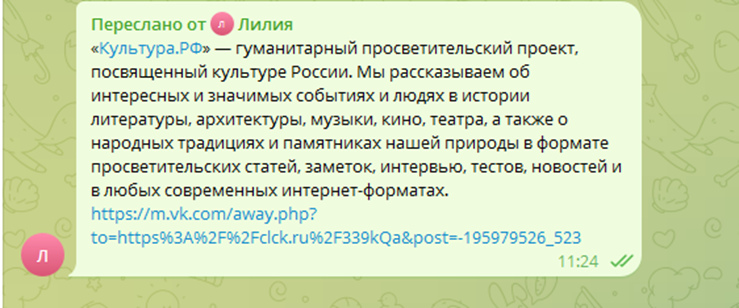 Переслано от Л Лилия
«Культура.РФ» — гуманитарный просветительский проект,
посвященный культуре России. Мы рассказываем об
интересных и значимых событиях и людях в истории
литературы, архитектуры, музыки, кино, театра, а также о
народных традициях и памятниках нашей природы в формате
просветительских статей, заметок, интервью, тестов, новостей и
в любых современных интернет-форматах.
https://m.vk.com/away.php?
to=https%3A%2F%2Fclck.ru%2F339kQa&post=-195979526_523
11:24
Л